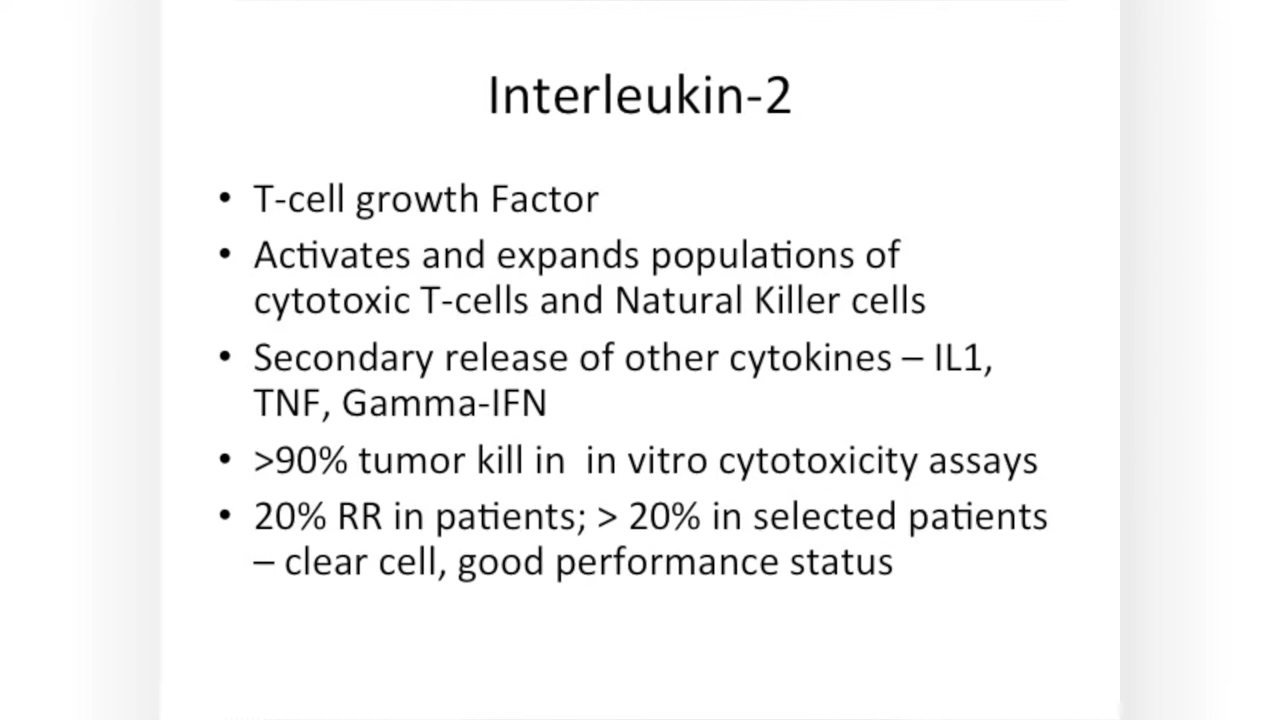 Interleukin-2
• T-cell growth Factor
• Activates and expands populations of
cytotoxic T-cells and Natural Killer cells
• Secondary release of other cytokines – IL1,
TNF, Gamma-IFN
• >90% tumor kill in  in vitro cytotoxicity assays
• 20% RR in patients; > 20% in selected patients
– clear cell, good performance status